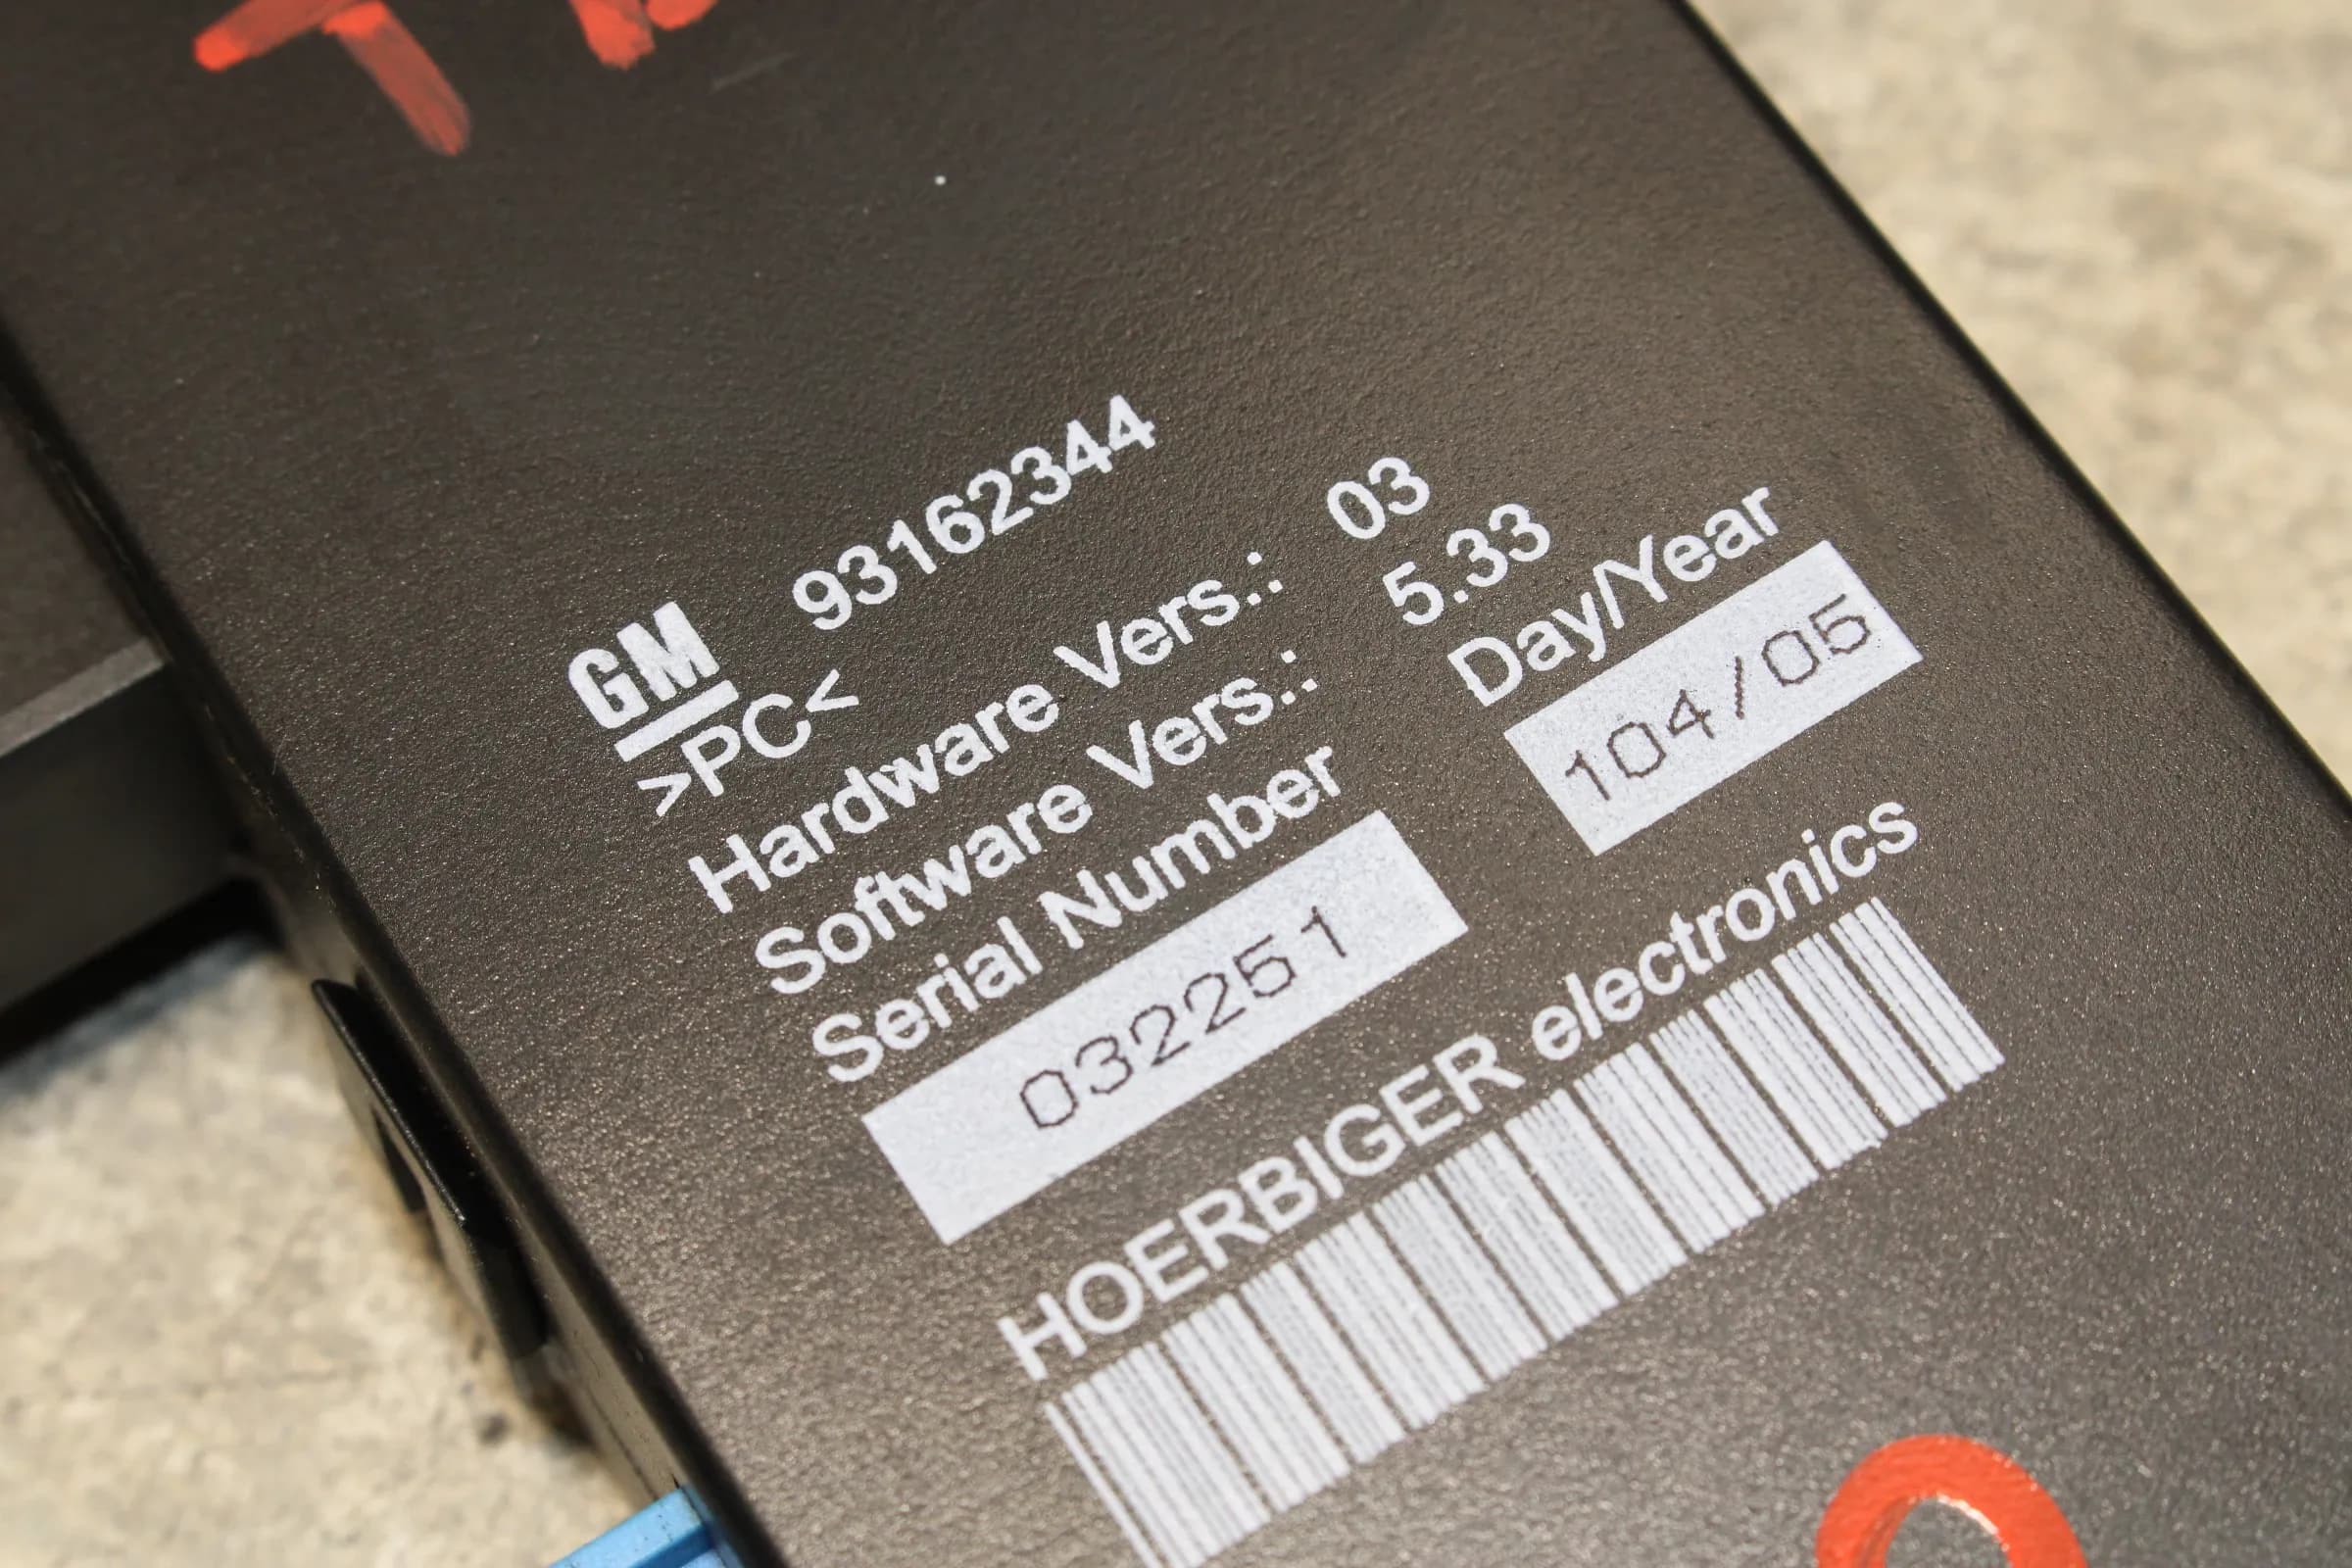 GM 93162344
>PC<
Hardware Vers.: 03
Software Vers.: 5.33
Serial Number Day/Year
032251 104/05
HOERBIGER electronics